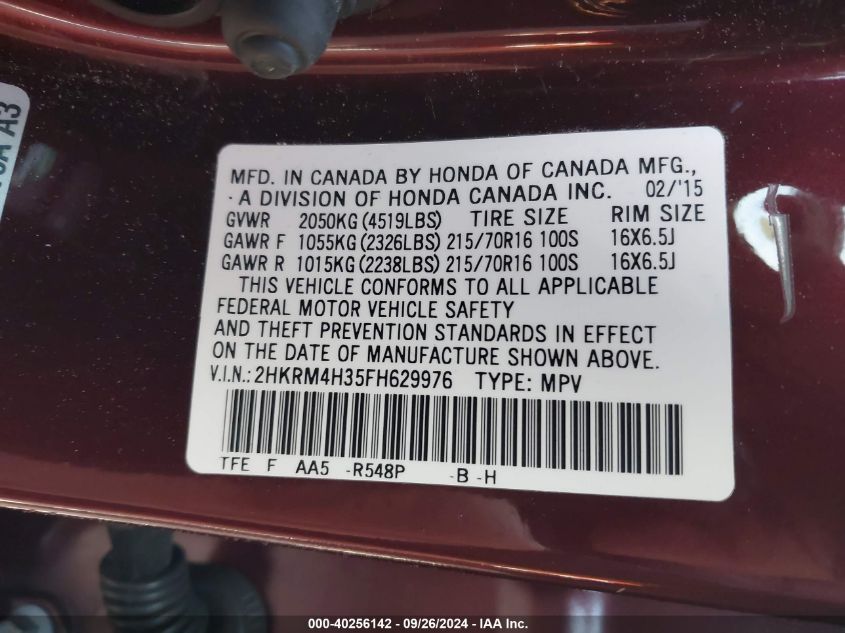 MFD. IN CANADA BY HONDA OF CANADA MFG.,
A DIVISION OF HONDA CANADA INC. 02/'15
GVWR 2050KG (4519LBS) TIRE SIZE RIM SIZE
GAWR F 1055KG (2326LBS) 215/70R16 100S 16X6.5J
GAWR R 1015KG (2238LBS) 215/70R16 100S 16X6.5J
THIS VEHICLE CONFORMS TO ALL APPLICABLE
FEDERAL MOTOR VEHICLE SAFETY
AND THEFT PREVENTION STANDARDS IN EFFECT
ON THE DATE OF MANUFACTURE SHOWN ABOVE.
V.I.N.: 2HKRM4H35FH629976 TYPE: MPV
TFE F AA5 -R548P -B -H
A3
000-40256142 - 09/26/2024 - IAA Inc.